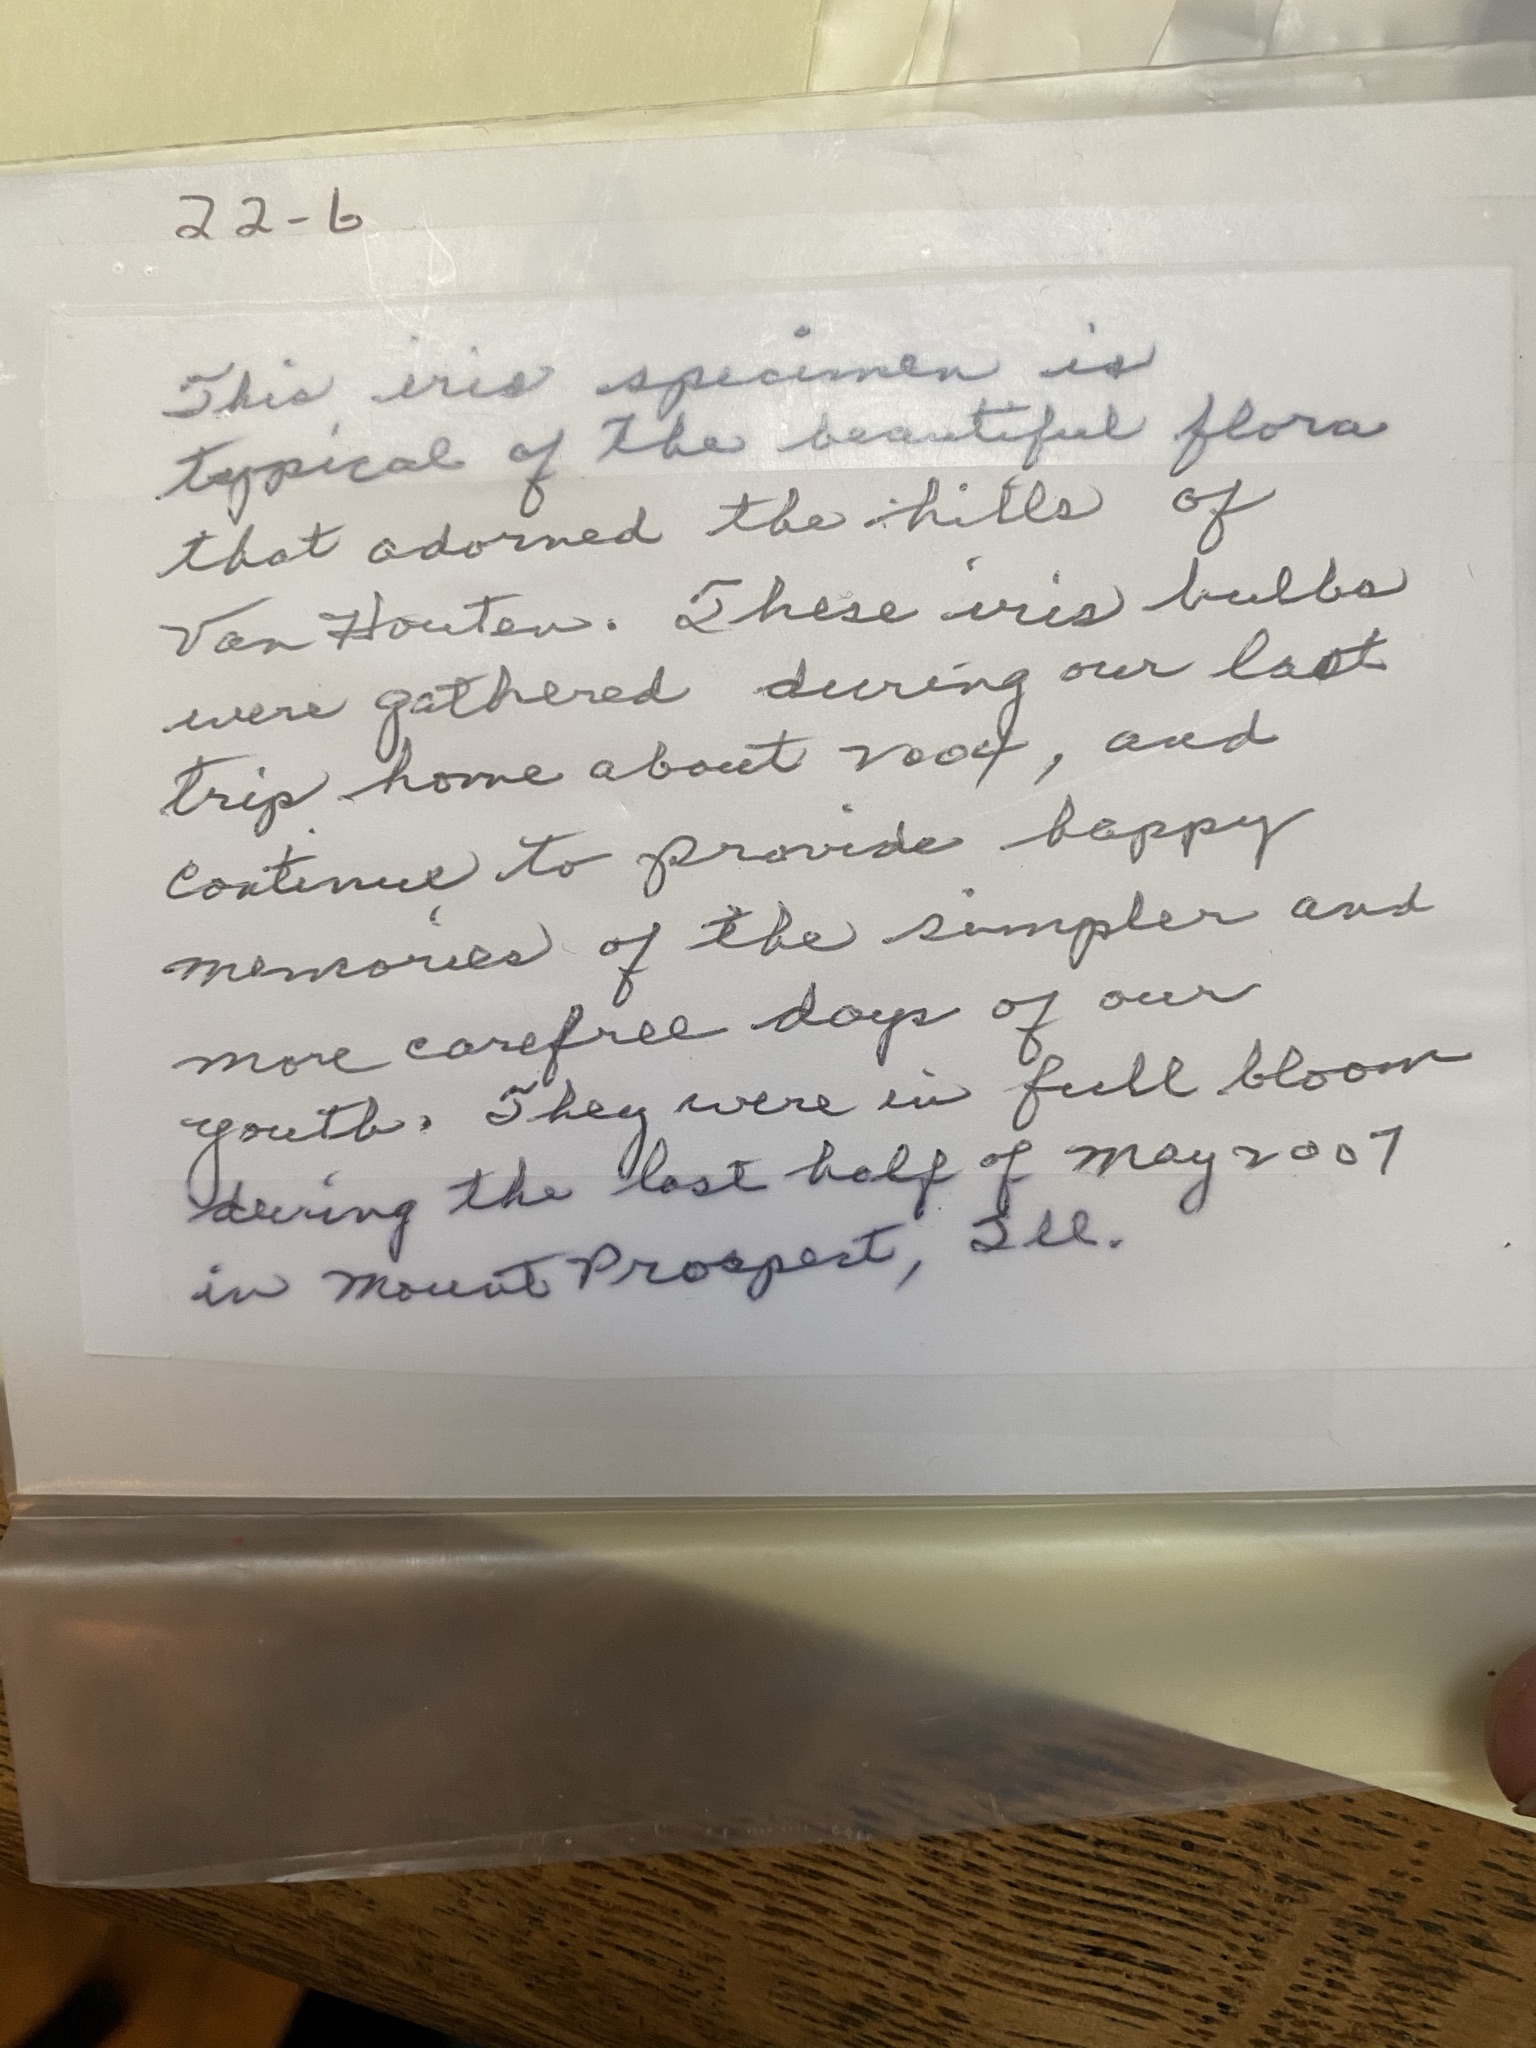 22-6
This iris specimen is
typical of the beautiful flora
that adorned the hills of
Van Houten. These iris bulbs
were gathered during our last
trip home about 2004, and
continue to provide happy
memories of the simpler and
more carefree days of our
youth. They were in full bloom
during the last half of May 2007
in Mount Prospect, Ill.